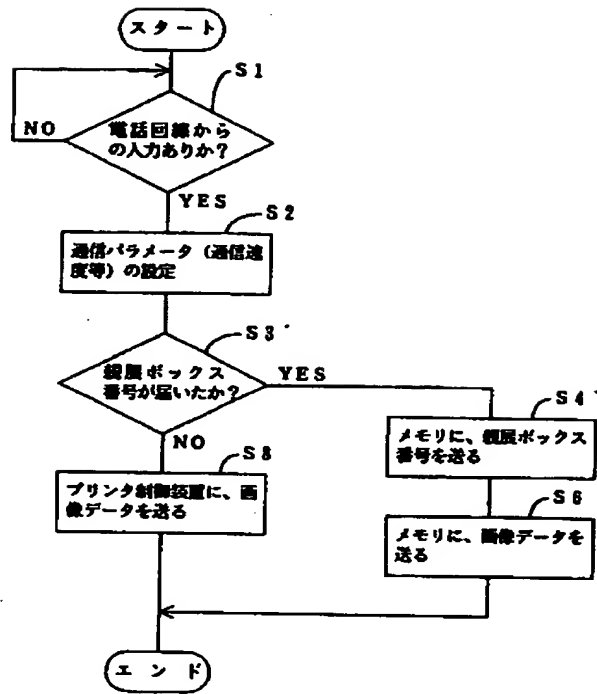 スタート
S1
電話回線から
の入力ありか？
NO
YES
S2
通信パラメータ（通信速
度等）の設定
S3
親展ボックス
番号が届いたか？
YES
NO
S4
メモリに、親展ボックス
番号を送る
S8
プリンタ制御装置に、画
像データを送る
S6
メモリに、画像データを
送る
エンド